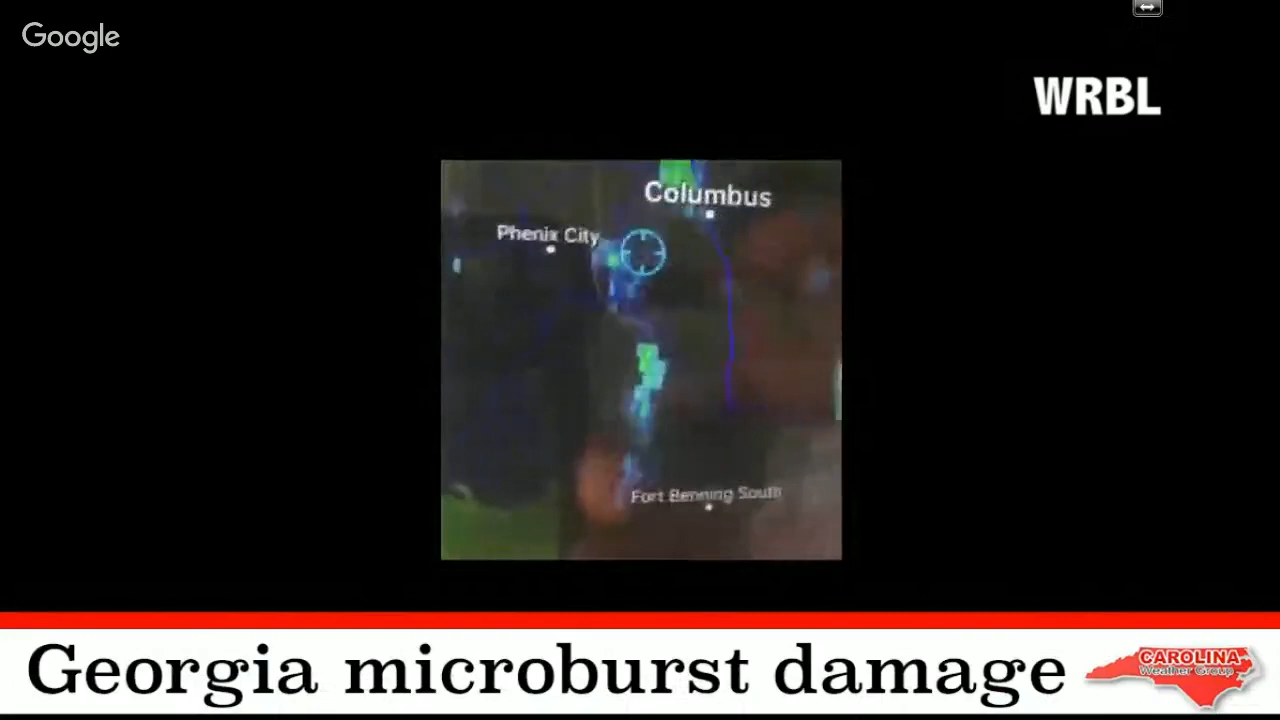 Google
WRBL
Columbus
Phenix City
Fort Benning South
Georgia microburst damage
CAROLINA
Weather Group